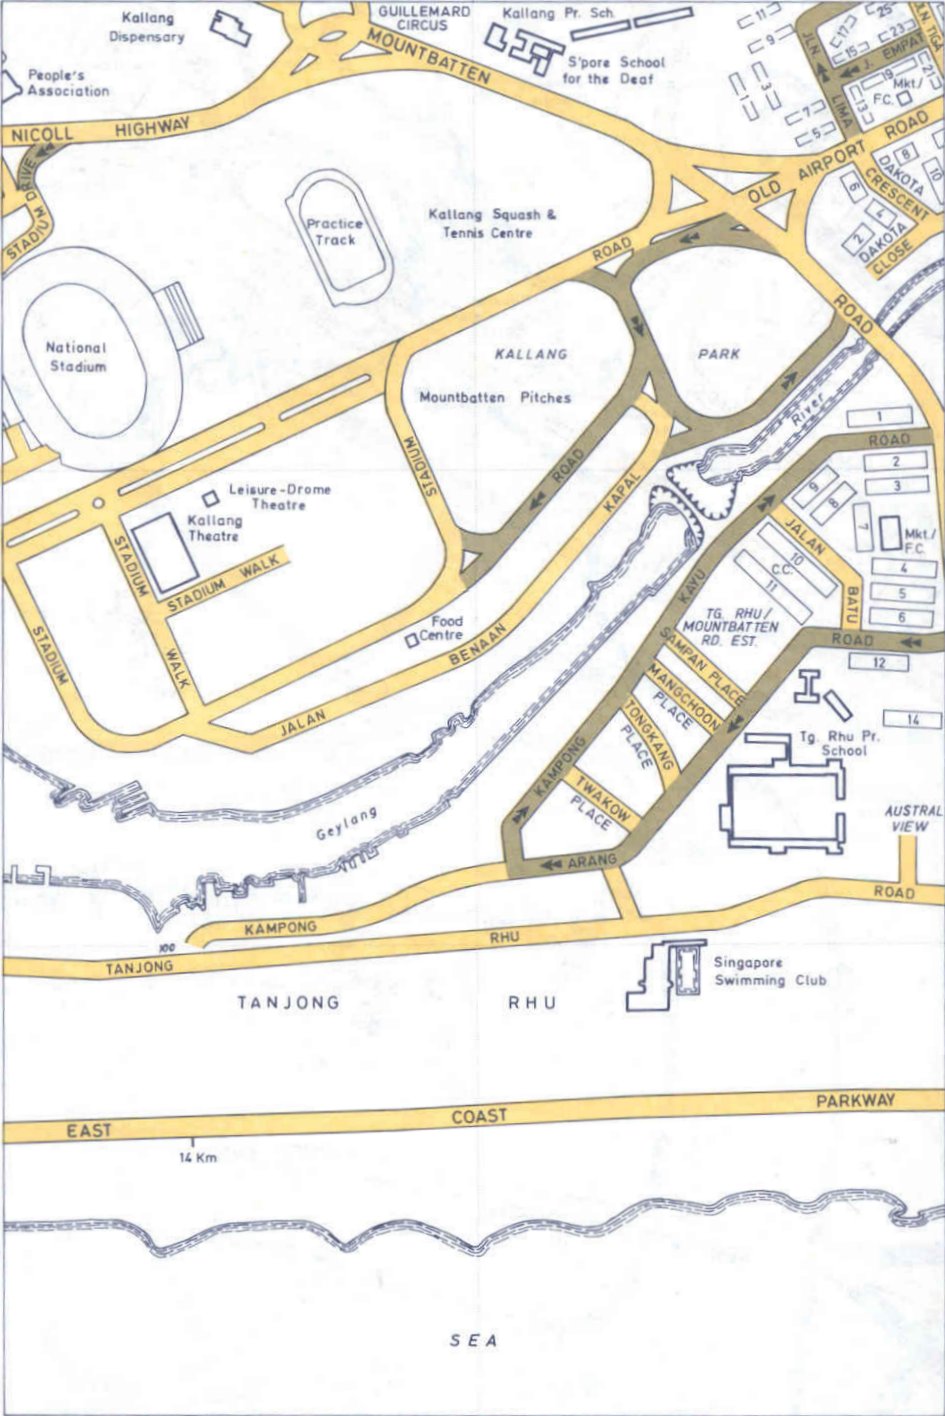 Kallang
Dispensary
GUILLEMARD
CIRCUS
Kallang Pr. Sch.
MOUNTBATTEN
S'pore School
for the Deaf
People's
Association
NICOLL HIGHWAY
STADIUM DRIVE
11
9
3
1
7
5
JLN LIMA
17
15
25
23
J. EMPAT
JLN TIGA
21
19
13
Mkt./
F.C.
OLD AIRPORT ROAD
DAKOTA
CRESCENT
8
10
6
4
2
DAKOTA
CLOSE
Practice
Track
Kallang Squash &
Tennis Centre
ROAD
ROAD
National
Stadium
KALLANG PARK
Mountbatten Pitches
River
STADIUM
ROAD
KAPAL
Leisure-Drome
Theatre
Kallang
Theatre
STADIUM WALK
STADIUM
WALK
STADIUM
Food
Centre
BENAAN
JALAN
1
ROAD
2
3
9
8
7
Mkt./
F.C.
4
5
6
JALAN
BATU
10
C.C.
11
KAYU
TG. RHU/
MOUNTBATTEN
RD. EST.
ROAD
12
14
SAMPAN PLACE
MANGCHOON
PLACE
TONGKANG
PLACE
TWAKOW
PLACE
KAMPONG
ARANG
Tg. Rhu Pr.
School
AUSTRAL
VIEW
Geylang
KAMPONG
100
TANJONG
RHU
ROAD
Singapore
Swimming Club
TANJONG RHU
EAST COAST PARKWAY
14 Km
SEA